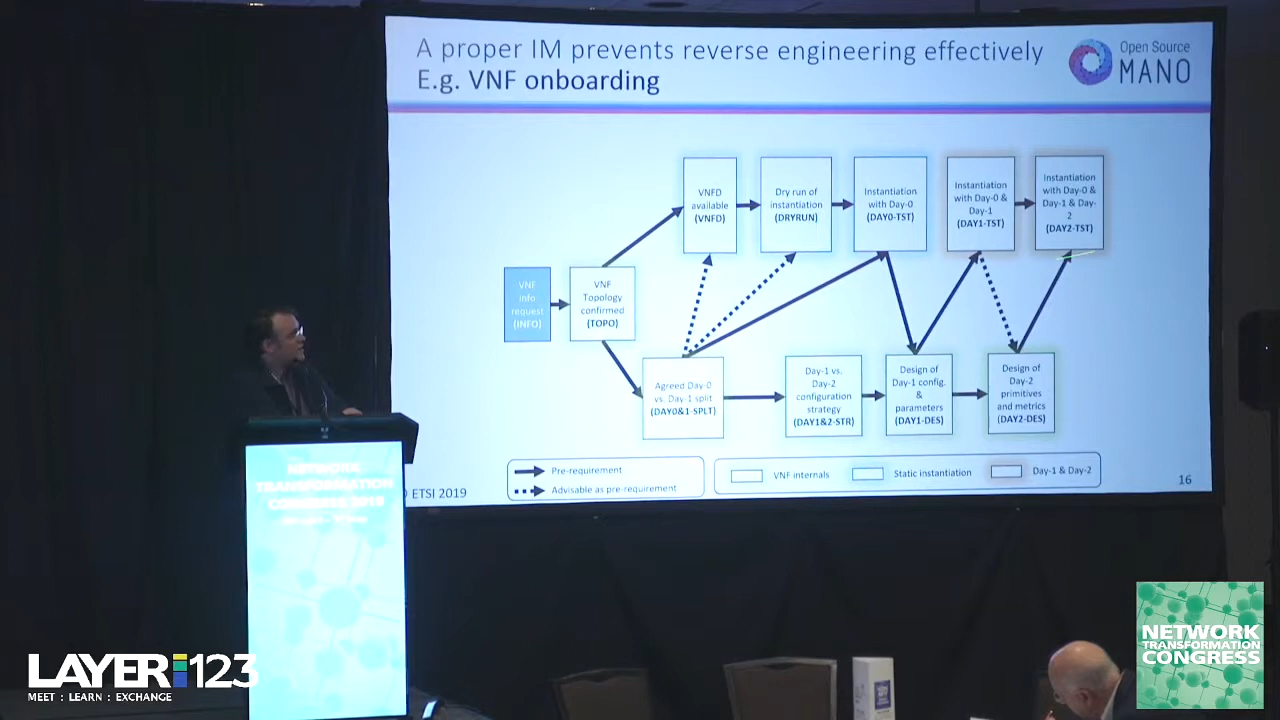 A proper IM prevents reverse engineering effectively
E.g. VNF onboarding
Open Source
MANO
VNFD
available
(VNFD)
Dry run of
instantiation
(DRYRUN)
Instantiation
with Day-0
(DAY0-TST)
Instantiation
with Day-0 &
Day-1
(DAY1-TST)
Instantiation
with Day-0 &
Day-1 & Day-
2
(DAY2-TST)
VNF
info
request
(INFO)
VNF
Topology
confirmed
(TOPO)
Agreed Day-0
vs. Day-1 split
(DAY0&1-SPLT)
Day-1 vs.
Day-2
configuration
strategy
(DAY1&2-STR)
Design of
Day-1 config.
&
parameters
(DAY1-DES)
Design of
Day-2
primitives
and metrics
(DAY2-DES)
Pre-requirement
Advisable as pre-requirement
VNF internals
Static instantiation
Day-1 & Day-2
© ETSI 2019
16
NETWORK
TRANSFORMATION
CONGRESS 2019
LAYER123
MEET : LEARN : EXCHANGE
NETWORK
TRANSFORMATION
CONGRESS